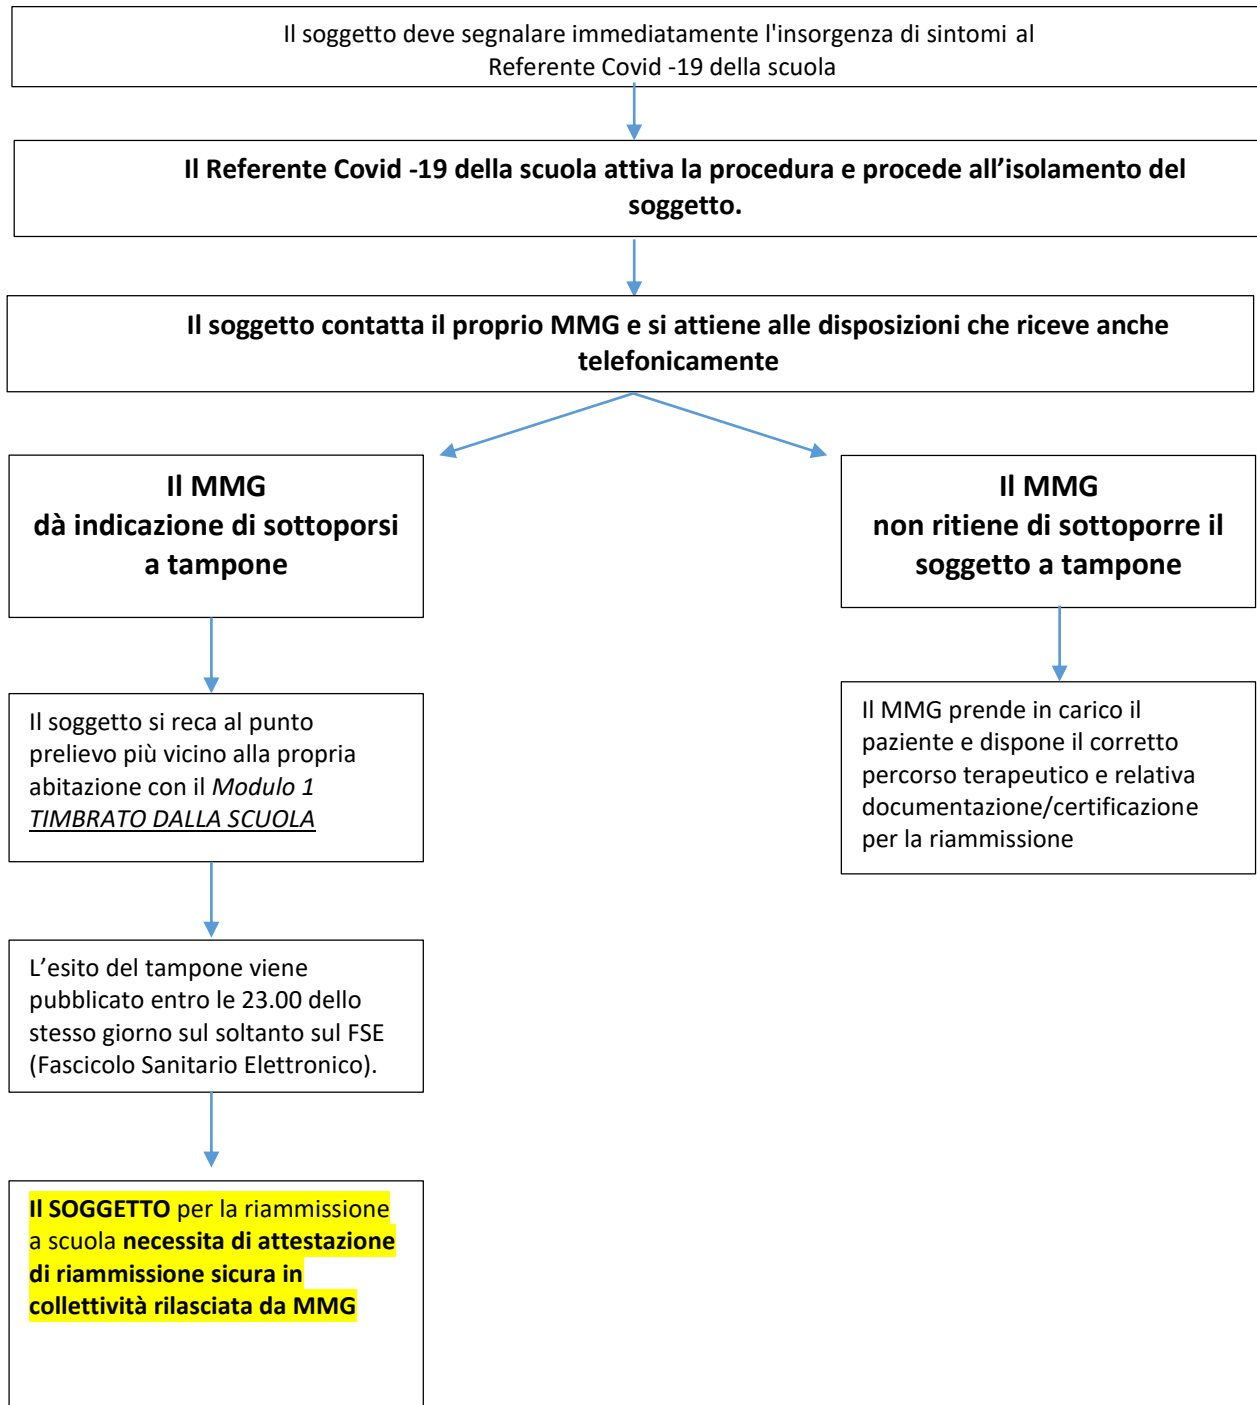 Il soggetto deve segnalare immediatamente l'insorgenza di sintomi al
Referente Covid -19 della scuola
Il Referente Covid -19 della scuola attiva la procedura e procede all’isolamento del
soggetto.
Il soggetto contatta il proprio MMG e si attiene alle disposizioni che riceve anche
telefonicamente
Il MMG
dà indicazione di sottoporsi
a tampone
Il soggetto si reca al punto
prelievo più vicino alla propria
abitazione con il Modulo 1
TIMBRATO DALLA SCUOLA
L’esito del tampone viene
pubblicato entro le 23.00 dello
stesso giorno sul soltanto sul FSE
(Fascicolo Sanitario Elettronico).
Il SOGGETTO per la riammissione
a scuola necessita di attestazione
di riammissione sicura in
collettività rilasciata da MMG
Il MMG
non ritiene di sottoporre il
soggetto a tampone
Il MMG prende in carico il
paziente e dispone il corretto
percorso terapeutico e relativa
documentazione/certificazione
per la riammissione